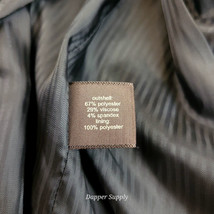 outshell
67% polyester
29% viscose
4% spandex
lining
100% polyester
Dapper Supply